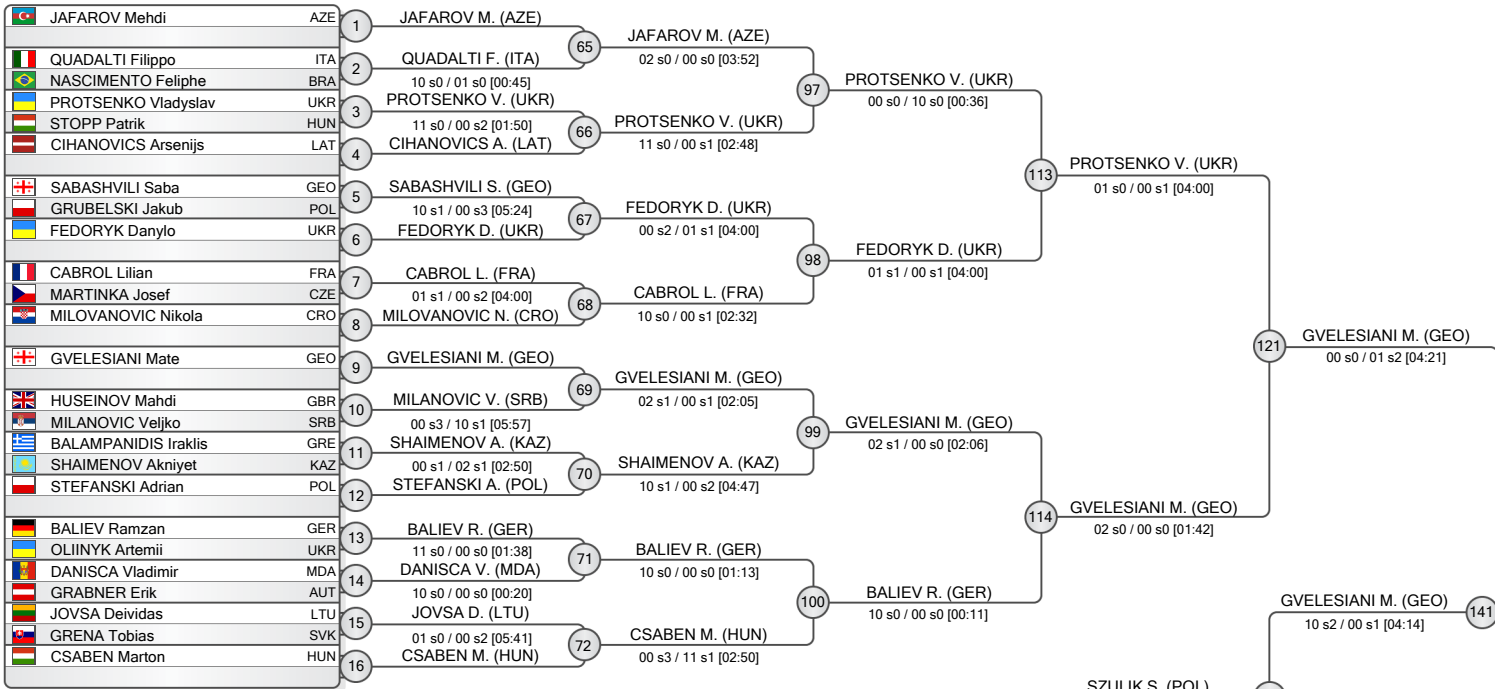 JAFAROV Mehdi AZE
QUADALTI Filippo ITA
NASCIMENTO Feliphe BRA
PROTSENKO Vladyslav UKR
STOPP Patrik HUN
CIHANOVICS Arsenijs LAT
SABASHVILI Saba GEO
GRUBELSKI Jakub POL
FEDORYK Danylo UKR
CABROL Lilian FRA
MARTINKA Josef CZE
MILOVANOVIC Nikola CRO
GVELESIANI Mate GEO
HUSEINOV Mahdi GBR
MILANOVIC Veljko SRB
BALAMPANIDIS Iraklis GRE
SHAIMENOV Akniyet KAZ
STEFANSKI Adrian POL
BALIEV Ramzan GER
OLIINYK Artemii UKR
DANISCA Vladimir MDA
GRABNER Erik AUT
JOVSA Deividas LTU
GRENA Tobias SVK
CSABEN Marton HUN
1
2
3
4
5
6
7
8
9
10
11
12
13
14
15
16
JAFAROV M. (AZE)
QUADALTI F. (ITA)
10 s0 / 01 s0 [00:45]
PROTSENKO V. (UKR)
11 s0 / 00 s2 [01:50]
CIHANOVICS A. (LAT)
SABASHVILI S. (GEO)
10 s1 / 00 s3 [05:24]
FEDORYK D. (UKR)
CABROL L. (FRA)
01 s1 / 00 s2 [04:00]
MILOVANOVIC N. (CRO)
GVELESIANI M. (GEO)
MILANOVIC V. (SRB)
00 s3 / 10 s1 [05:57]
SHAIMENOV A. (KAZ)
00 s1 / 02 s1 [02:50]
STEFANSKI A. (POL)
BALIEV R. (GER)
11 s0 / 00 s0 [01:38]
DANISCA V. (MDA)
10 s0 / 00 s0 [00:20]
JOVSA D. (LTU)
01 s0 / 00 s2 [05:41]
CSABEN M. (HUN)
65
66
67
68
69
70
71
72
JAFAROV M. (AZE)
02 s0 / 00 s0 [03:52]
PROTSENKO V. (UKR)
11 s0 / 00 s1 [02:48]
FEDORYK D. (UKR)
00 s2 / 01 s1 [04:00]
CABROL L. (FRA)
10 s0 / 00 s1 [02:32]
GVELESIANI M. (GEO)
02 s1 / 00 s1 [02:05]
SHAIMENOV A. (KAZ)
10 s1 / 00 s2 [04:47]
BALIEV R. (GER)
10 s0 / 00 s0 [01:13]
CSABEN M. (HUN)
00 s3 / 11 s1 [02:50]
97
98
99
100
PROTSENKO V. (UKR)
00 s0 / 10 s0 [00:36]
FEDORYK D. (UKR)
01 s1 / 00 s1 [04:00]
GVELESIANI M. (GEO)
02 s1 / 00 s0 [02:06]
BALIEV R. (GER)
10 s0 / 00 s0 [00:11]
113
114
PROTSENKO V. (UKR)
01 s0 / 00 s1 [04:00]
GVELESIANI M. (GEO)
02 s0 / 00 s0 [01:42]
121
GVELESIANI M. (GEO)
00 s0 / 01 s2 [04:21]
GVELESIANI M. (GEO)
10 s2 / 00 s1 [04:14]
141
SZULIK S. (POL)